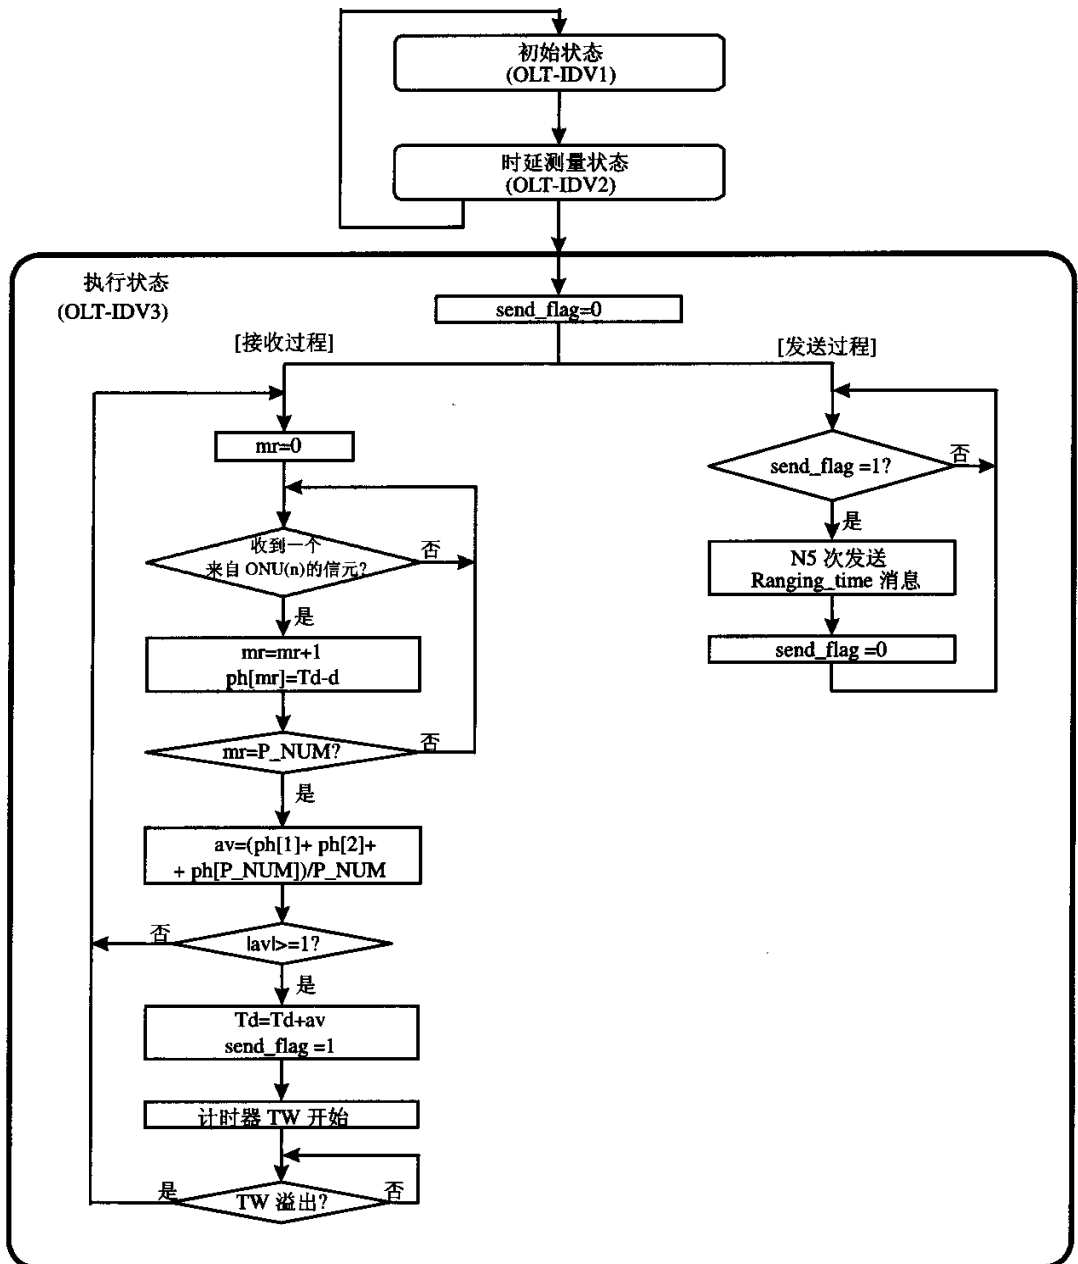 初始状态
(OLT-IDV1)
时延测量状态
(OLT-IDV2)
执行状态
(OLT-IDV3)
send_flag=0
[接收过程]
[发送过程]
mr=0
收到一个
来自 ONU(n)的信元?
否
是
mr=mr+1
ph[mr]=Td-d
mr=P_NUM?
否
是
av=(ph[1]+ ph[2]+
+ ph[P_NUM])/P_NUM
|av|>=1?
否
是
Td=Td+av
send_flag =1
计时器 TW 开始
TW 溢出?
是
否
send_flag =1?
否
是
N5 次发送
Ranging_time 消息
send_flag =0